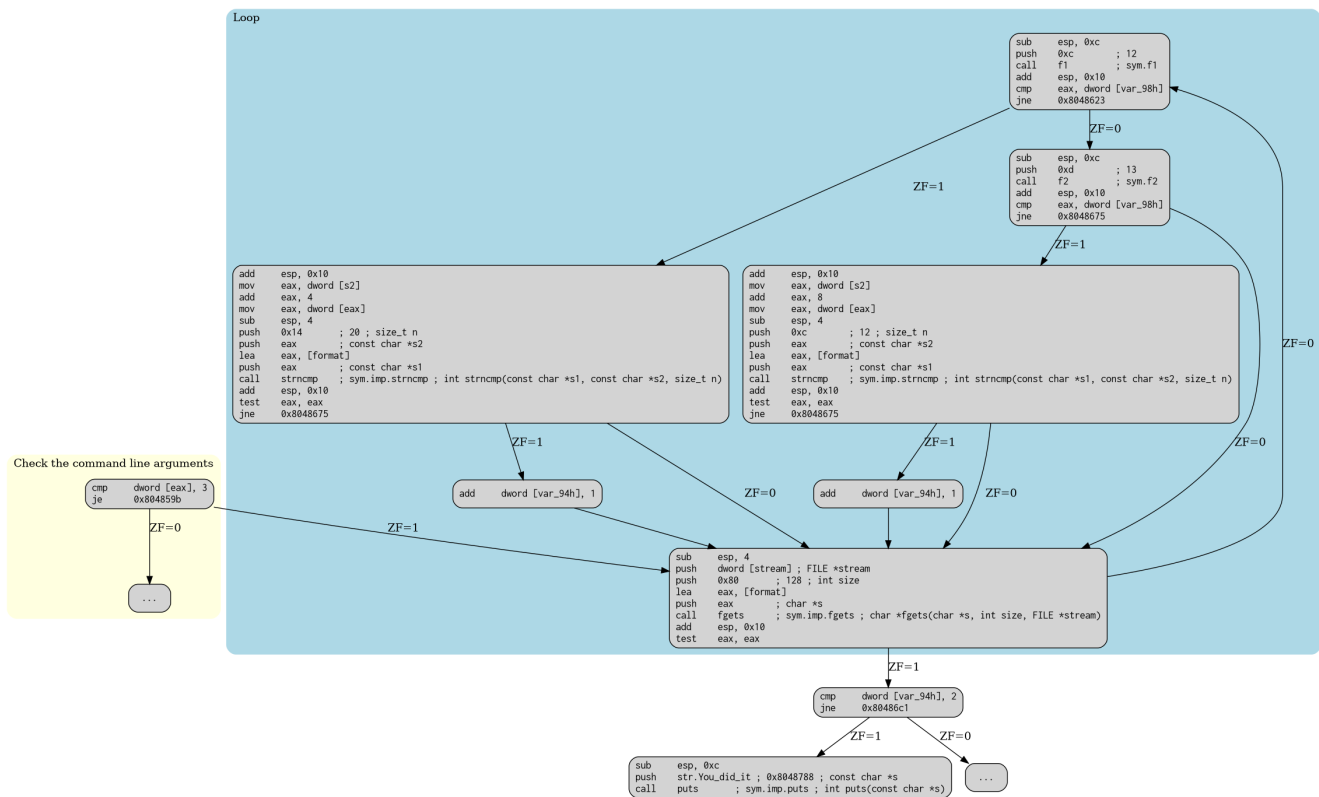 Loop
sub esp, 0xc
push 0xc ; 12
call f1 ; sym.f1
add esp, 0x10
cmp eax, dword [var_98h]
jne 0x8048623
ZF=0
ZF=1
sub esp, 0xc
push 0xd ; 13
call f2 ; sym.f2
add esp, 0x10
cmp eax, dword [var_98h]
jne 0x8048675
ZF=1
add esp, 0x10
mov eax, dword [s2]
add eax, 4
mov eax, dword [eax]
sub esp, 4
push 0x14 ; 20 ; size_t n
push eax ; const char *s2
lea eax, [format]
push eax ; const char *s1
call strncmp ; sym.imp.strncmp ; int strncmp(const char *s1, const char *s2, size_t n)
add esp, 0x10
test eax, eax
jne 0x8048675
add esp, 0x10
mov eax, dword [s2]
add eax, 8
mov eax, dword [eax]
sub esp, 4
push 0xc ; 12 ; size_t n
push eax ; const char *s2
lea eax, [format]
push eax ; const char *s1
call strncmp ; sym.imp.strncmp ; int strncmp(const char *s1, const char *s2, size_t n)
add esp, 0x10
test eax, eax
jne 0x8048675
ZF=0
ZF=1
ZF=1
ZF=0
Check the command line arguments
cmp dword [eax], 3
je 0x804859b
add dword [var_94h], 1
ZF=0
add dword [var_94h], 1
ZF=0
ZF=0
ZF=1
...
sub esp, 4
push dword [stream] ; FILE *stream
push 0x80 ; 128 ; int size
lea eax, [format]
push eax ; char *s
call fgets ; sym.imp.fgets ; char *fgets(char *s, int size, FILE *stream)
add esp, 0x10
test eax, eax
ZF=1
cmp dword [var_94h], 2
jne 0x80486c1
ZF=1
ZF=0
sub esp, 0xc
push str.You_did_it ; 0x8048788 ; const char *s
call puts ; sym.imp.puts ; int puts(const char *s)
...